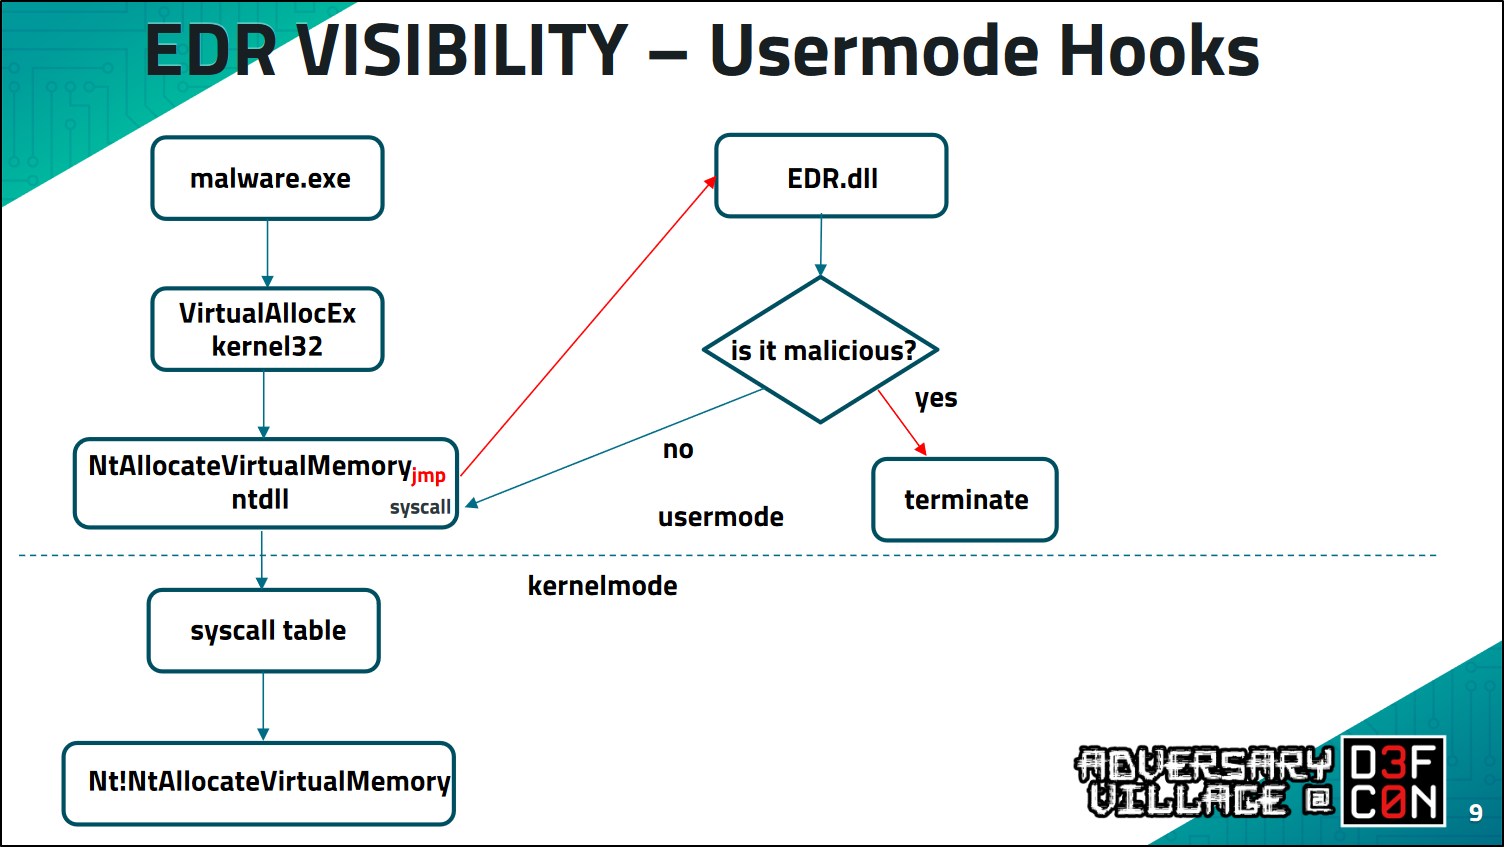 EDR VISIBILITY – Usermode Hooks
malware.exe
EDR.dll
VirtualAllocEx
kernel32
is it malicious?
yes
no
NtAllocateVirtualMemory
jmp
ntdll
syscall
terminate
usermode
kernelmode
syscall table
Nt!NtAllocateVirtualMemory
ADVERSARY
VILLAGE @
D3F
C0N
9